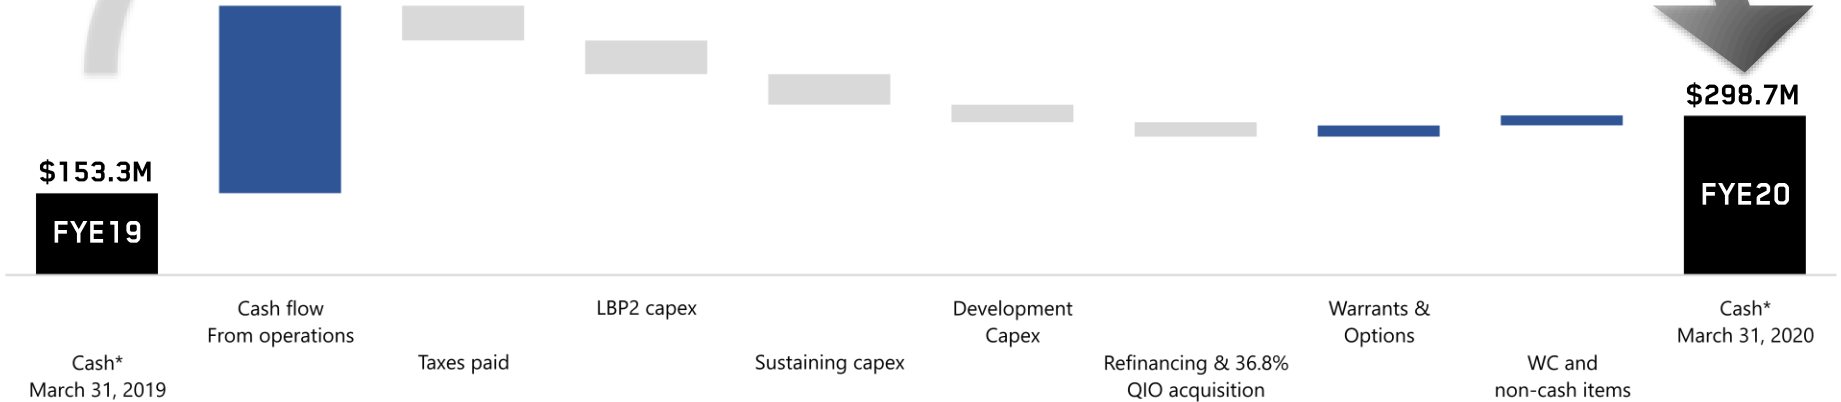 $298.7M
$153.3M
FYE19
FYE20
Cash flow
From operations
LBP2 capex
Development
Capex
Warrants &
Options
Cash*
March 31, 2020
Cash*
March 31, 2019
Taxes paid
Sustaining capex
Refinancing & 36.8%
QIO acquisition
WC and
non-cash items